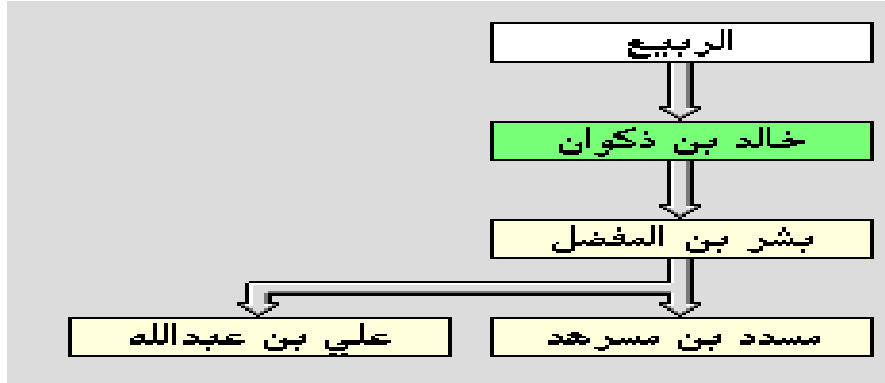 الربيع
خالد بن ذكوان
بشر بن المفضل
مسدد بن مسرهد
علي بن عبدالله